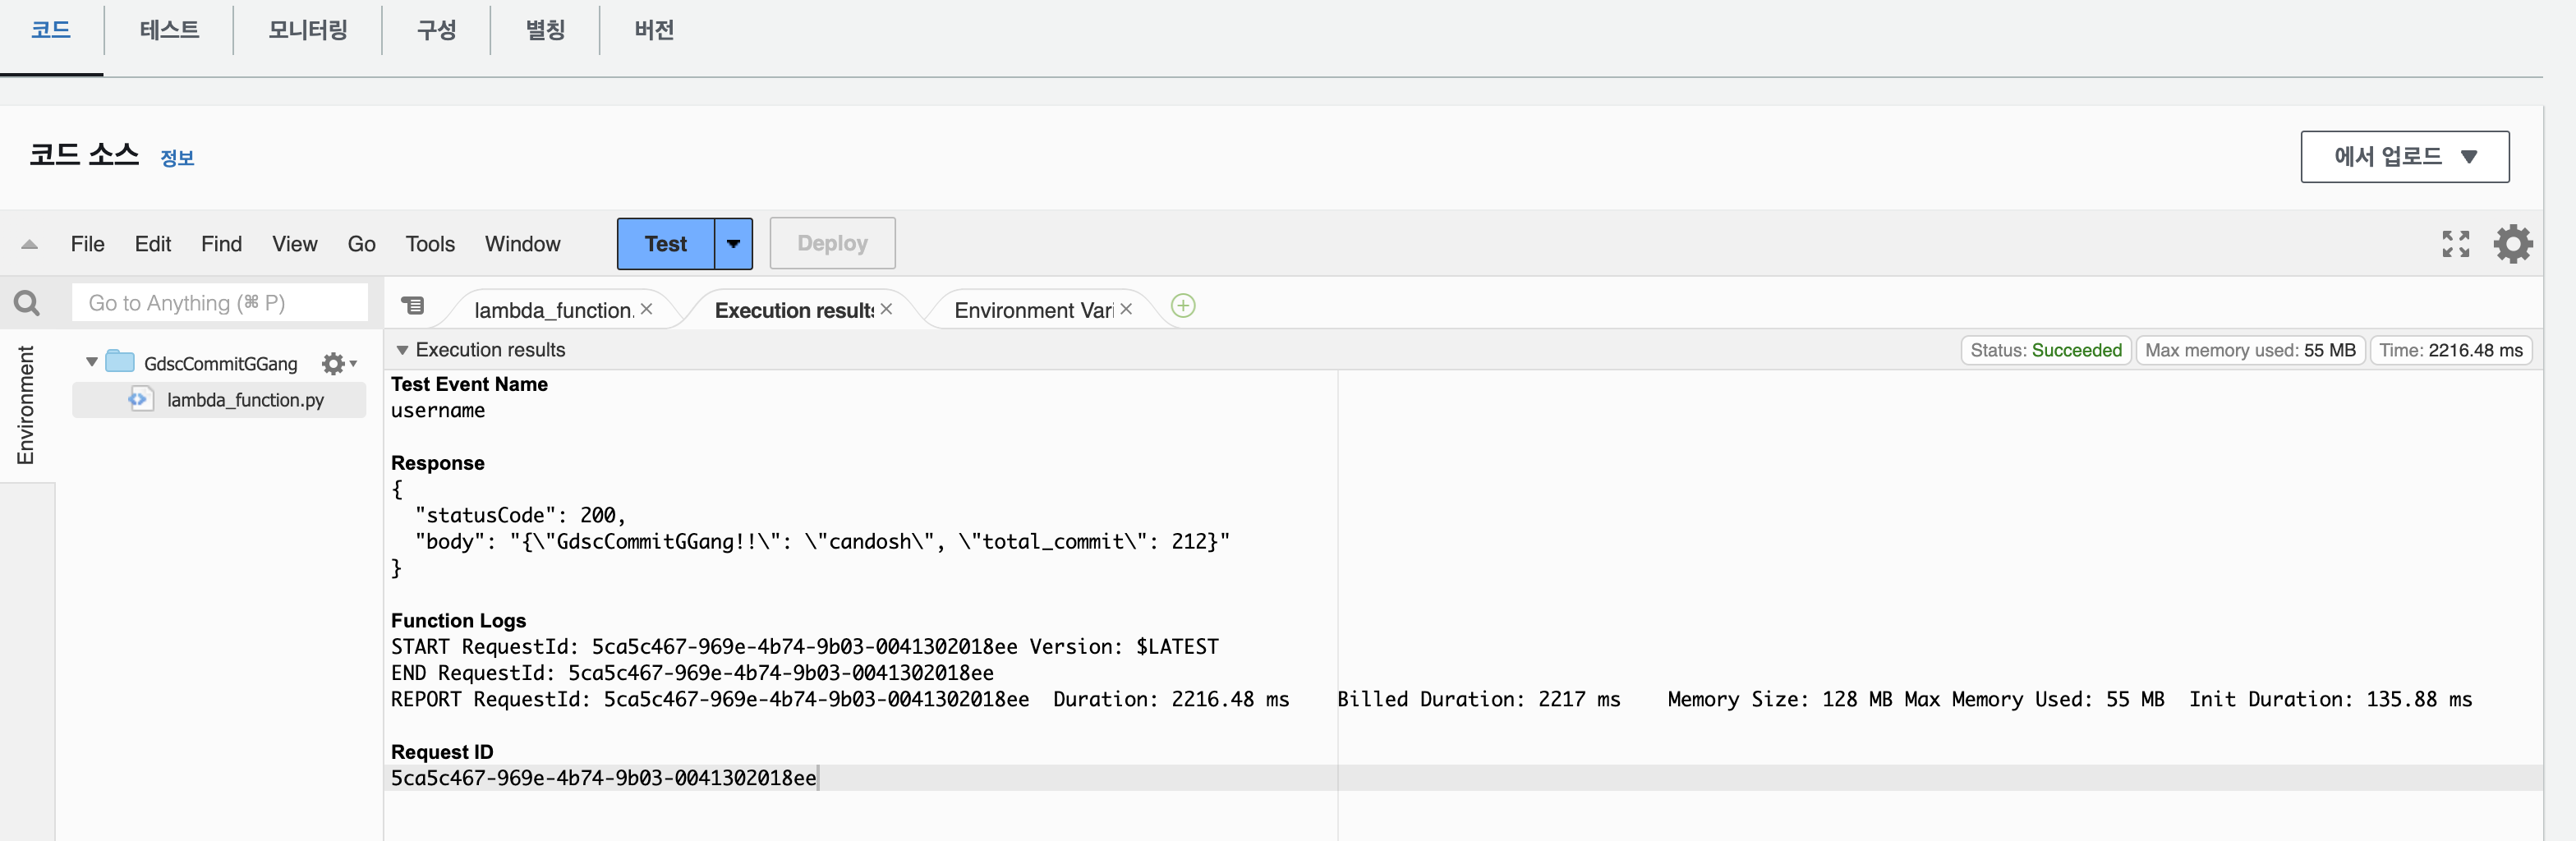 코드 테스트 모니터링 구성 별칭 버전
코드 소스 정보
에서 업로드
File Edit Find View Go Tools Window Test Deploy
Go to Anything (⌘ P)
lambda_function. Execution results Environment Vari
Environment
GdscCommitGGang
lambda_function.py
Execution results
Status: Succeeded Max memory used: 55 MB Time: 2216.48 ms
Test Event Name
username
Response
{
"statusCode": 200,
"body": "{\"GdscCommitGGang!!\": \"candosh\", \"total_commit\": 212}"
}
Function Logs
START RequestId: 5ca5c467-969e-4b74-9b03-0041302018ee Version: $LATEST
END RequestId: 5ca5c467-969e-4b74-9b03-0041302018ee
REPORT RequestId: 5ca5c467-969e-4b74-9b03-0041302018ee Duration: 2216.48 ms Billed Duration: 2217 ms Memory Size: 128 MB Max Memory Used: 55 MB Init Duration: 135.88 ms
Request ID
5ca5c467-969e-4b74-9b03-0041302018ee